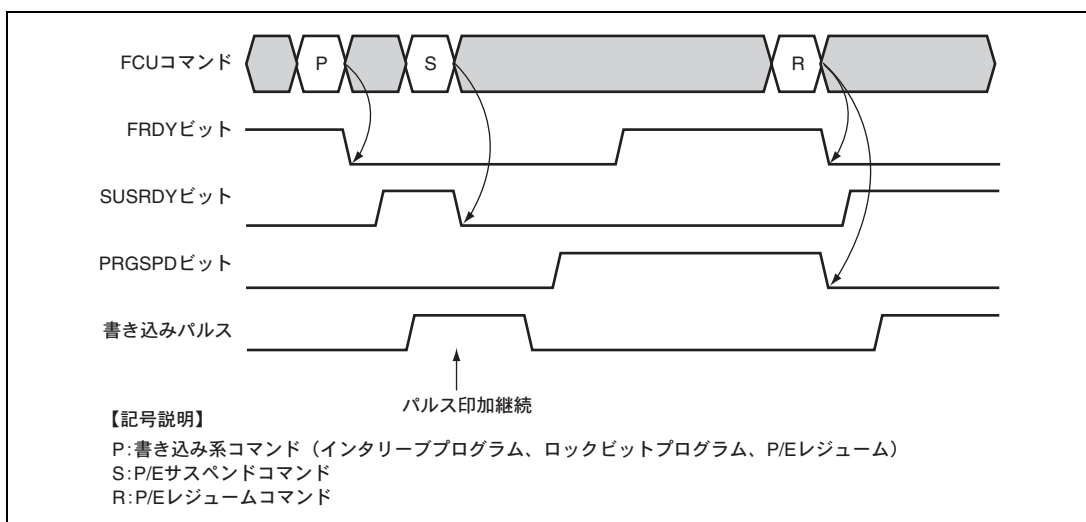 FCUコマンド
P
S
R
FRDYビット
SUSRDYビット
PRGSPDビット
書き込みパルス
パルス印加継続
【記号説明】
P:書き込み系コマンド（インタリーブプログラム、ロックビットプログラム、P/Eレジューム）
S:P/Eサスペンドコマンド
R:P/Eレジュームコマンド